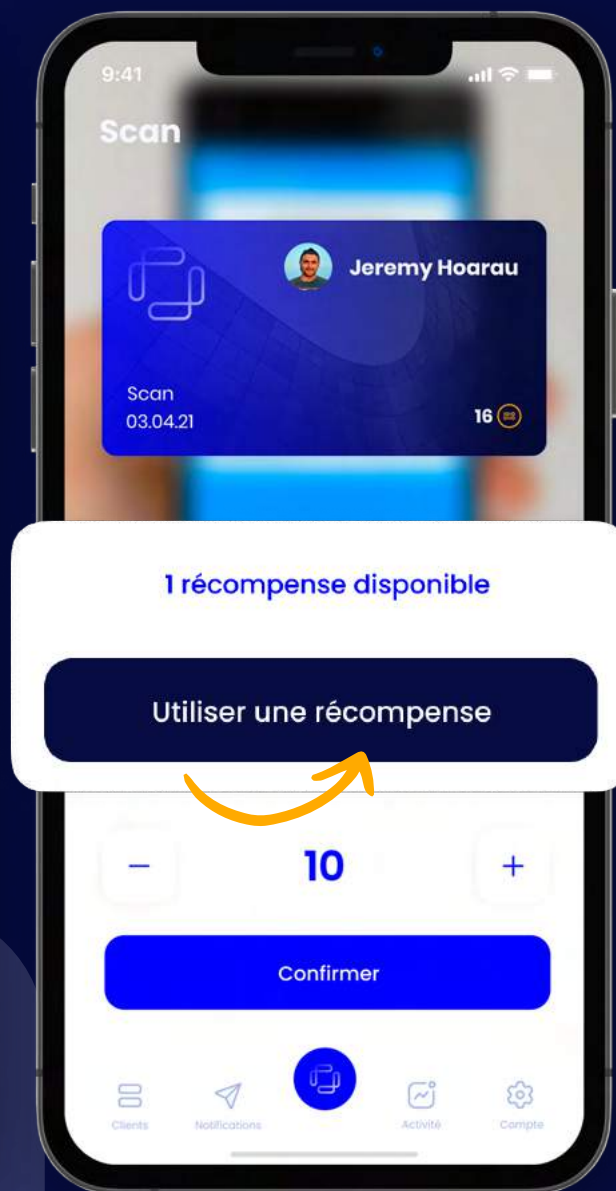 9:41
Scan
Jeremy Hoarau
Scan
03.04.21
16
1 récompense disponible
Utiliser une récompense
− 10 +
Confirmer
Clients Notifications Activité Compte